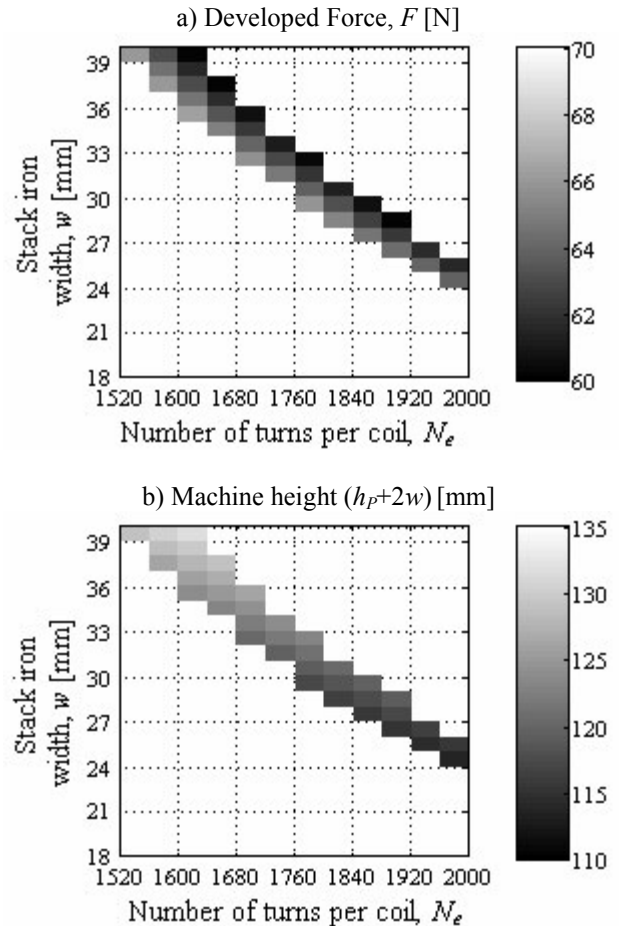 a) Developed Force, F [N]
Stack iron
width, w [mm]
39
36
33
30
27
24
21
18
1520 1600 1680 1760 1840 1920 2000
Number of turns per coil, Nₑ
70
68
66
64
62
60
b) Machine height (hₚ+2w) [mm]
Stack iron
width, w [mm]
39
36
33
30
27
24
21
18
1520 1600 1680 1760 1840 1920 2000
Number of turns per coil, Nₑ
135
130
125
120
115
110